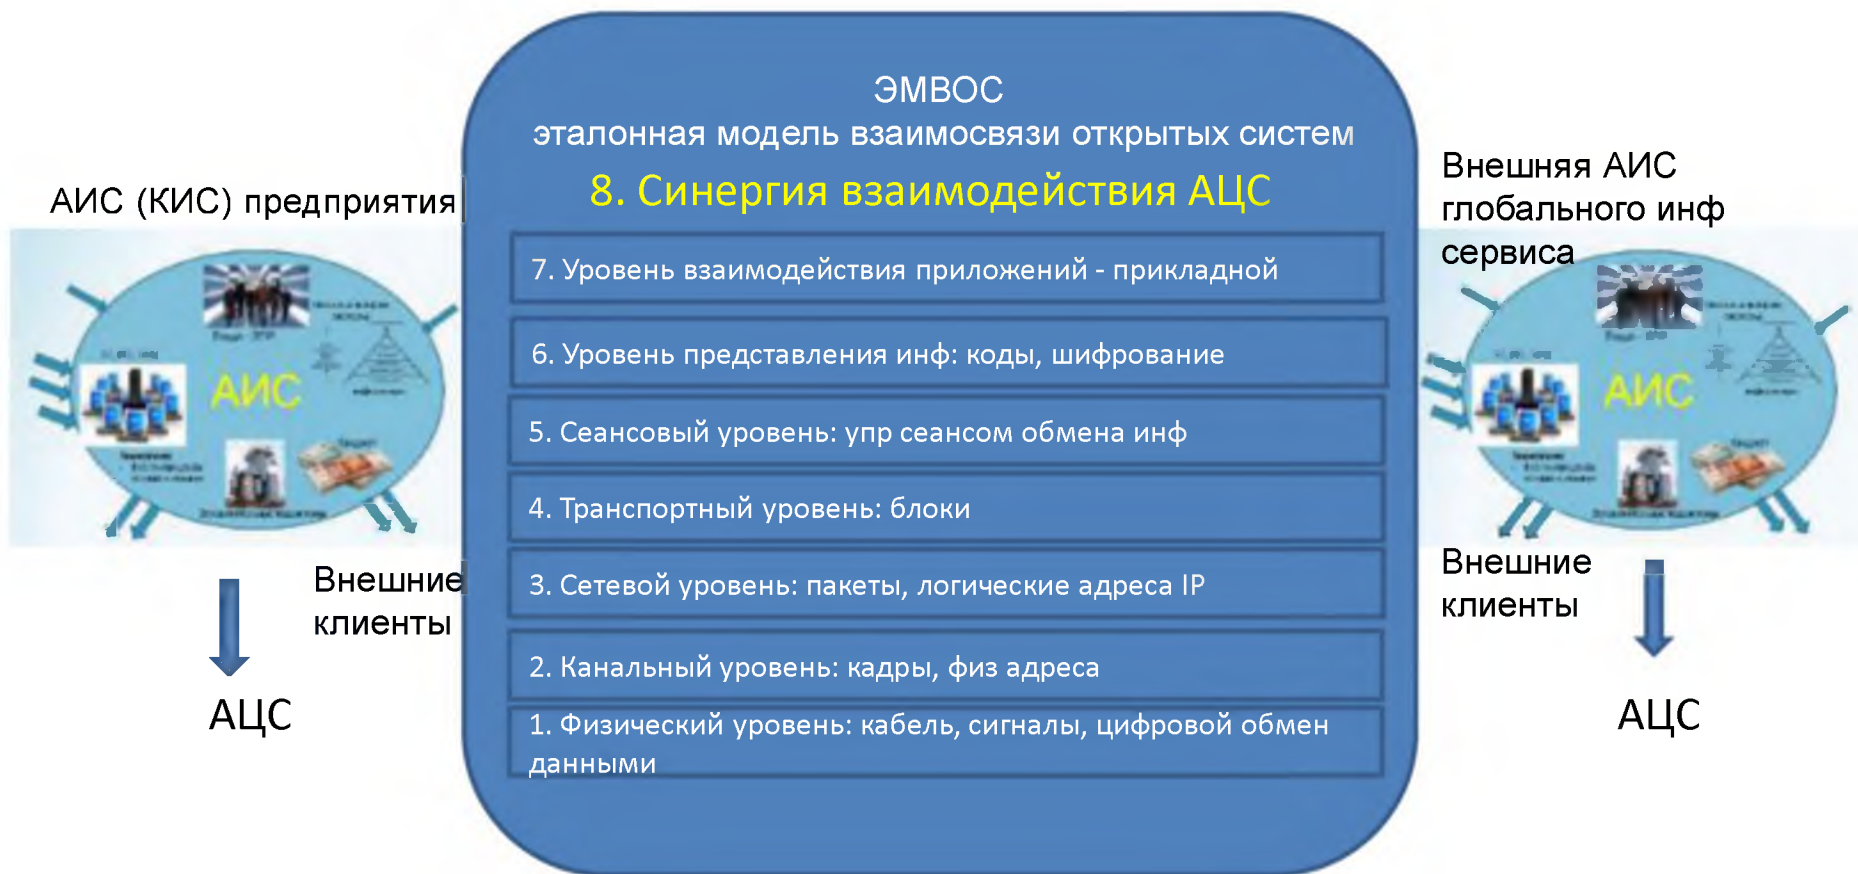 ЭМВОС
эталонная модель взаимосвязи открытых систем
8. Синергия взаимодействия АЦС
7. Уровень взаимодействия приложений - прикладной
6. Уровень представления инф: коды, шифрование
5. Сеансовый уровень: упр сеансом обмена инф
4. Транспортный уровень: блоки
3. Сетевой уровень: пакеты, логические адреса IP
2. Канальный уровень: кадры, физ адреса
1. Физический уровень: кабель, сигналы, цифровой обмен
данными
АИС (КИС) предприятия
АИС
Внешние
клиенты
АЦС
Внешняя АИС
глобального инф
сервиса
АИС
Внешние
клиенты
АЦС